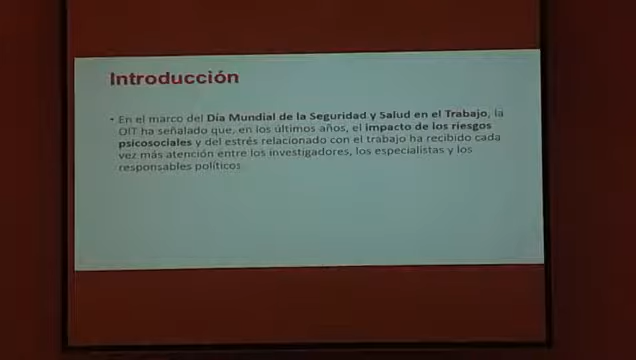 Introducción
• En el marco del Día Mundial de la Seguridad y Salud en el Trabajo, la
OIT ha señalado que, en los últimos años, el impacto de los riesgos
psicosociales y del estrés relacionado con el trabajo ha recibido cada
vez más atención entre los investigadores, los especialistas y los
responsables políticos.